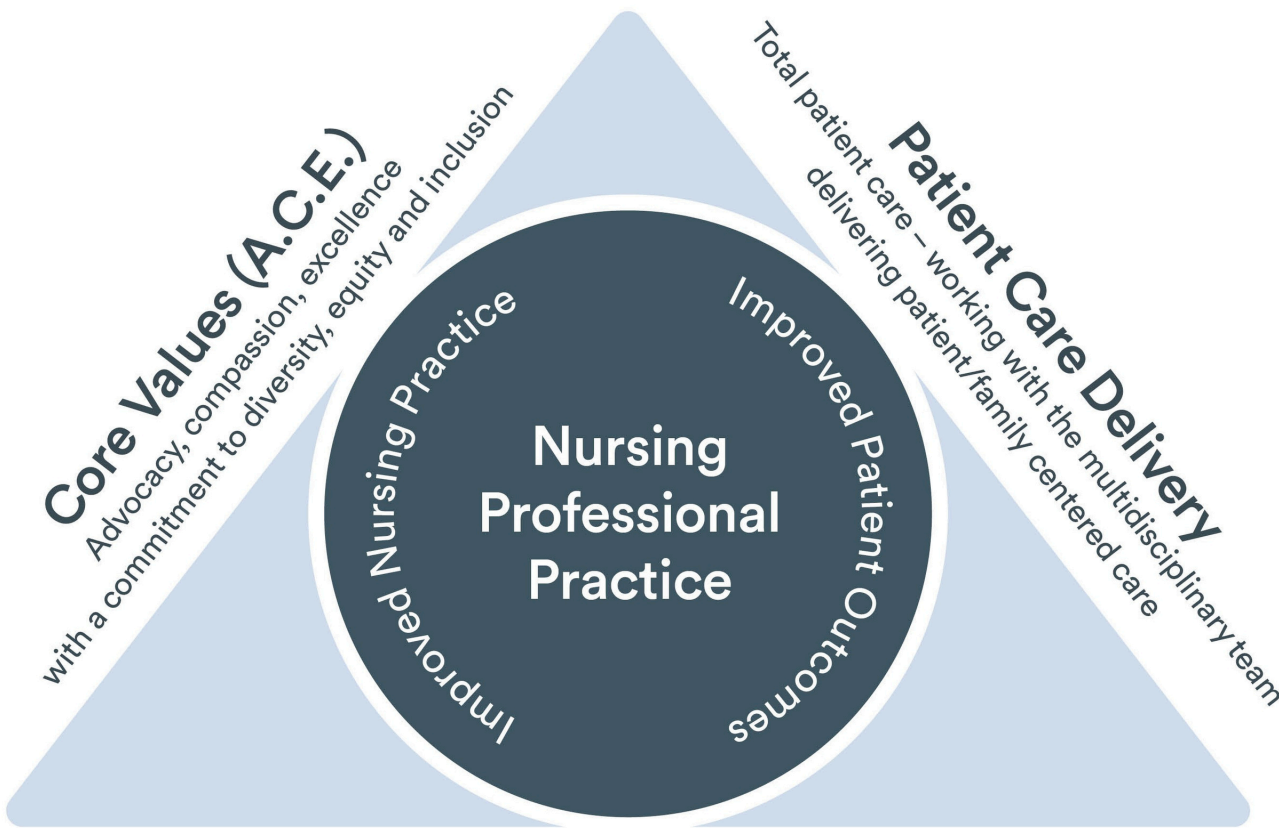 Core Values (A.C.E.)
Advocacy, compassion, excellence
with a commitment to diversity, equity and inclusion
Patient Care Delivery
Total patient care – working with the multidisciplinary team
delivering patient/family centered care
Improved Nursing Practice
Nursing
Professional
Practice
Improved Patient Outcomes